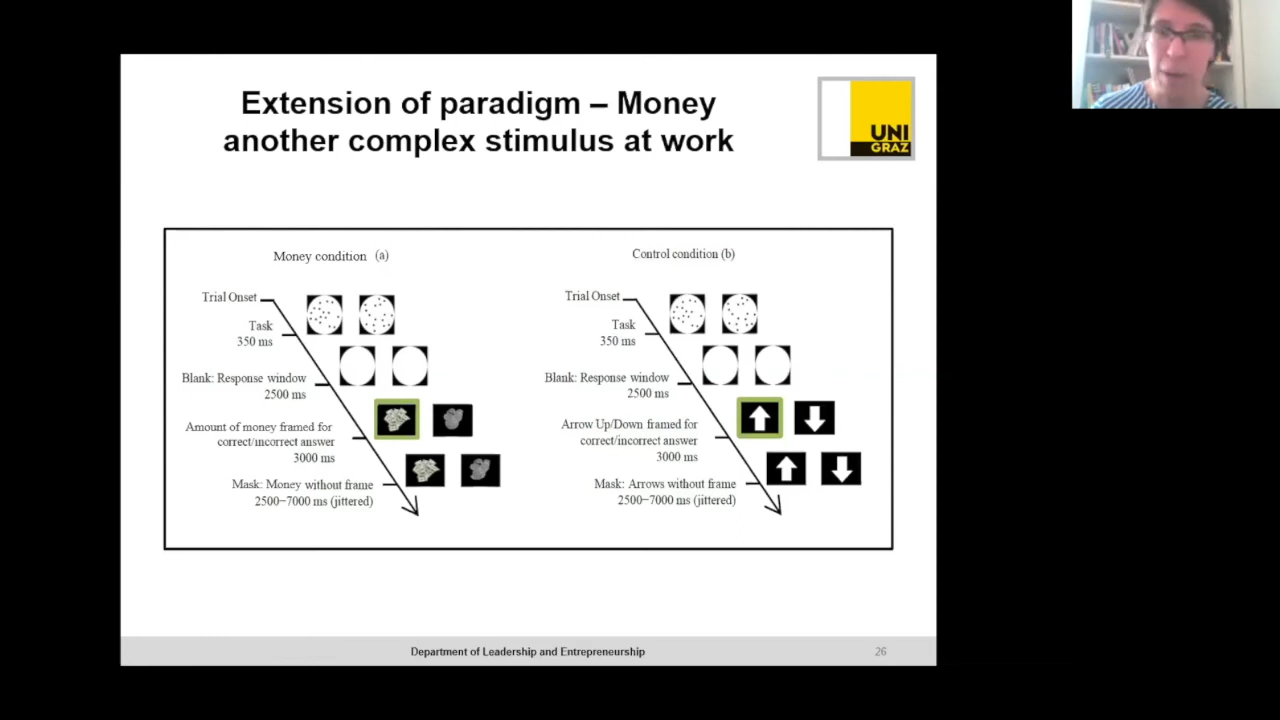 Extension of paradigm – Money
another complex stimulus at work
UNI
GRAZ
Money condition (a)
Trial Onset
Task
350 ms
Blank: Response window
2500 ms
Amount of money framed for
correct/incorrect answer
3000 ms
Mask: Money without frame
2500–7000 ms (jittered)
Control condition (b)
Trial Onset
Task
350 ms
Blank: Response window
2500 ms
Arrow Up/Down framed for
correct/incorrect answer
3000 ms
Mask: Arrows without frame
2500–7000 ms (jittered)
Department of Leadership and Entrepreneurship
26